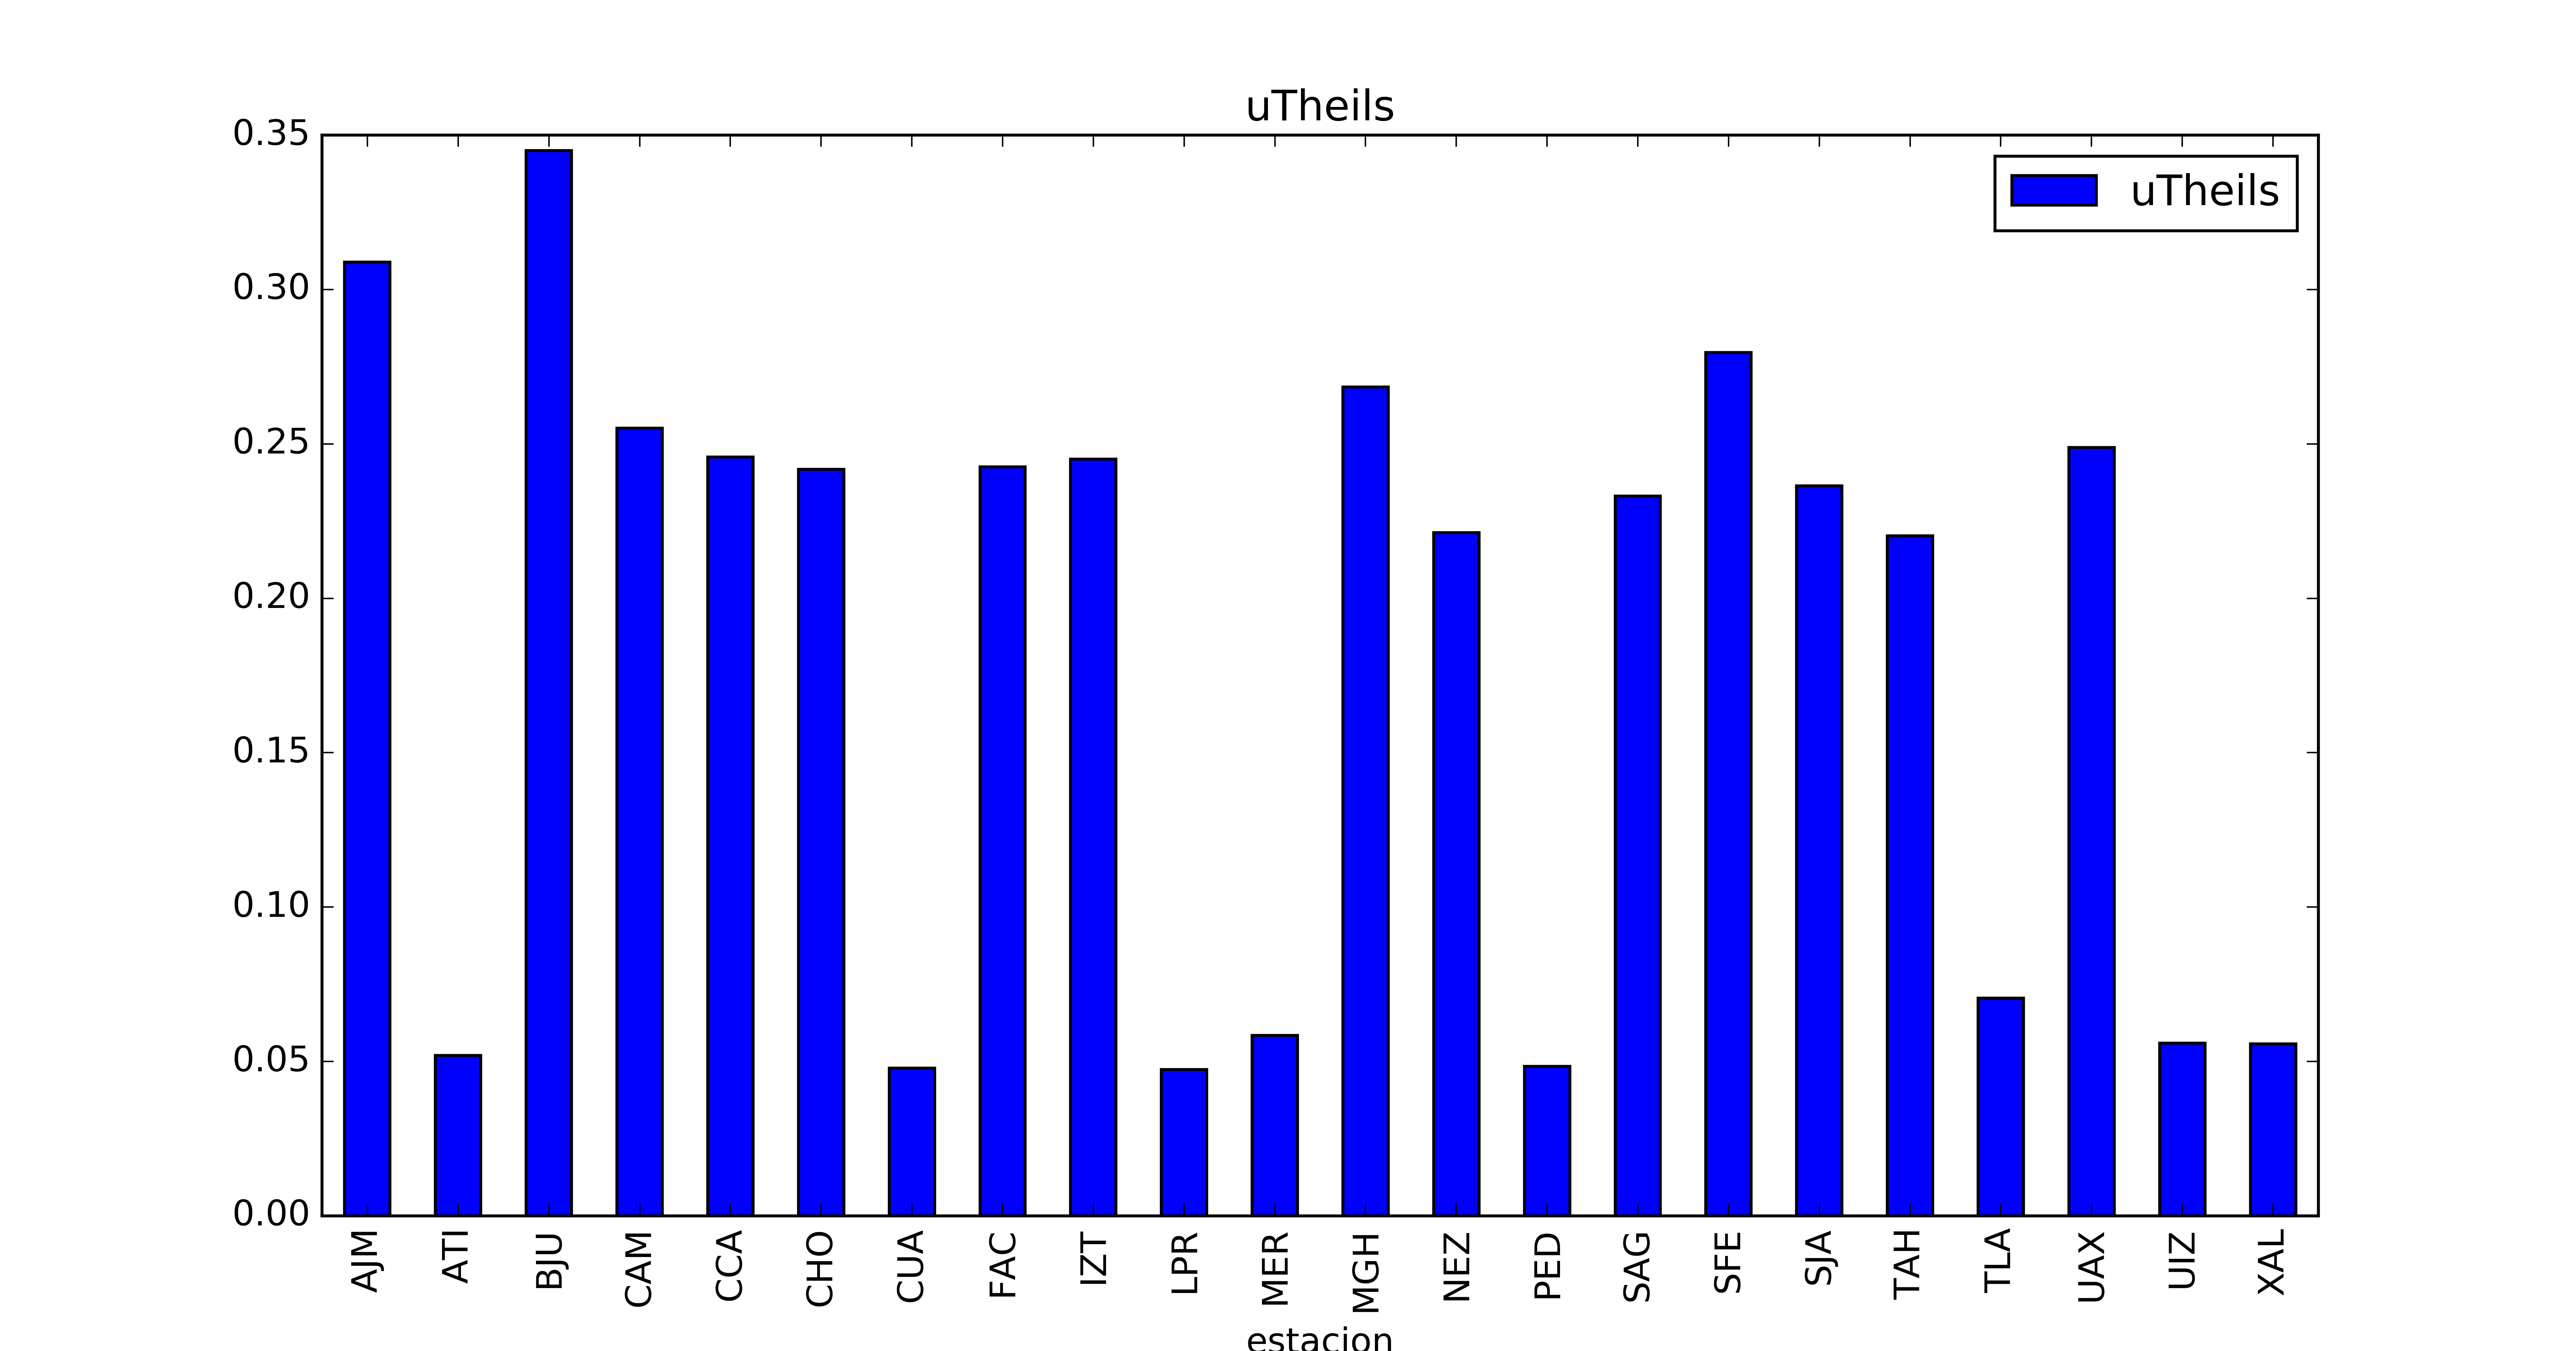 uTheils
uTheils
0.35
0.30
0.25
0.20
0.15
0.10
0.05
0.00
AJM
ATI
BJU
CAM
CCA
CHO
CUA
FAC
IZT
LPR
MER
MGH
NEZ
PED
SAG
SFE
SJA
TAH
TLA
UAX
UIZ
XAL
estacion